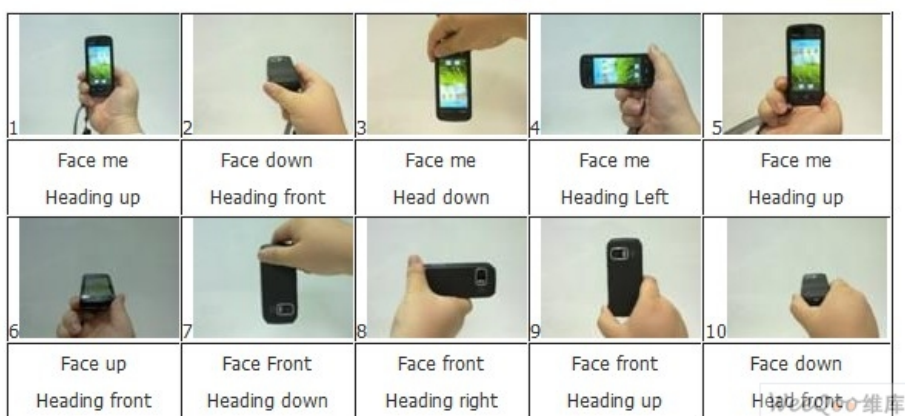 1
2
3
4
5
Face me
Heading up
Face down
Heading front
Face me
Head down
Face me
Heading Left
Face me
Heading up
6
7
8
9
10
Face up
Heading front
Face Front
Heading down
Face front
Heading right
Face front
Heading up
Face down
Head front
维库